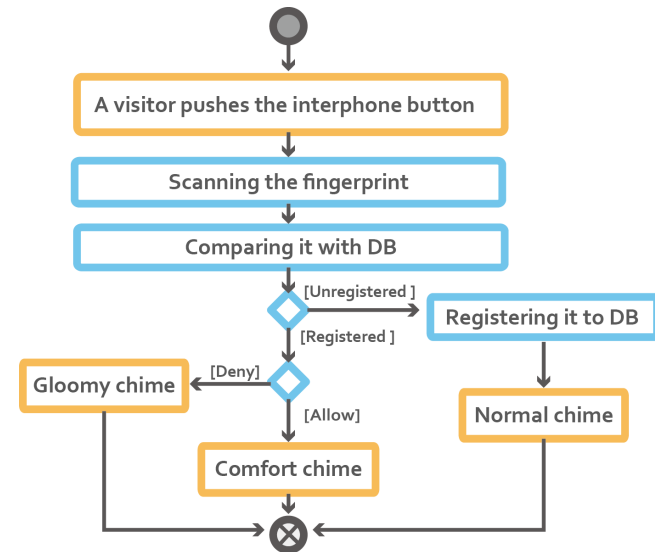 A visitor pushes the interphone button
Scanning the fingerprint
Comparing it with DB
[Unregistered ]
Registering it to DB
[Registered ]
[Deny]
Gloomy chime
[Allow]
Normal chime
Comfort chime